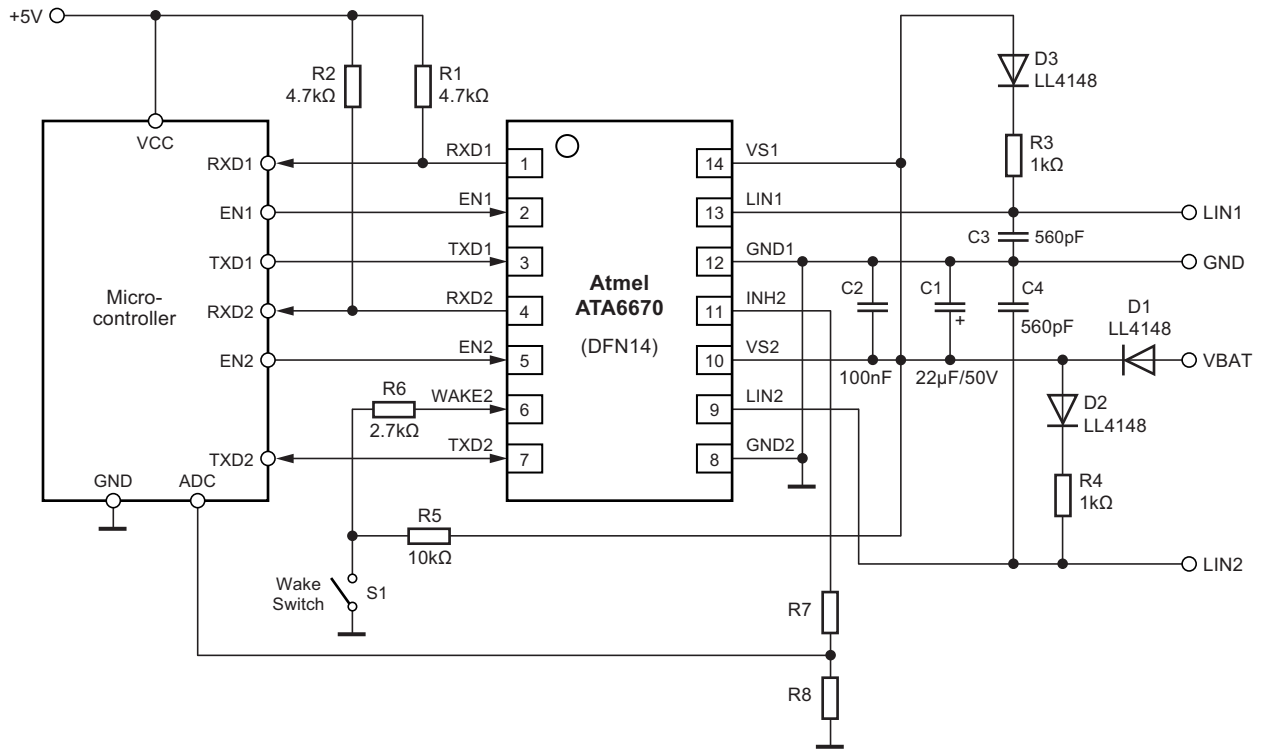 +5V
R2
4.7kΩ
R1
4.7kΩ
D3
LL4148
VCC
RXD1
RXD1
1
14
VS1
R3
1kΩ
EN1
EN1
2
13
LIN1
LIN1
C3
560pF
TXD1
TXD1
3
12
GND1
GND
Micro-
controller
Atmel
ATA6670
(DFN14)
RXD2
RXD2
4
11
INH2
C2
C1
C4
560pF
+
D1
LL4148
EN2
EN2
5
10
VS2
VBAT
100nF
22µF/50V
R6
2.7kΩ
WAKE2
6
9
LIN2
D2
LL4148
TXD2
TXD2
7
8
GND2
GND
ADC
R4
1kΩ
R5
10kΩ
LIN2
Wake
Switch
S1
R7
R8